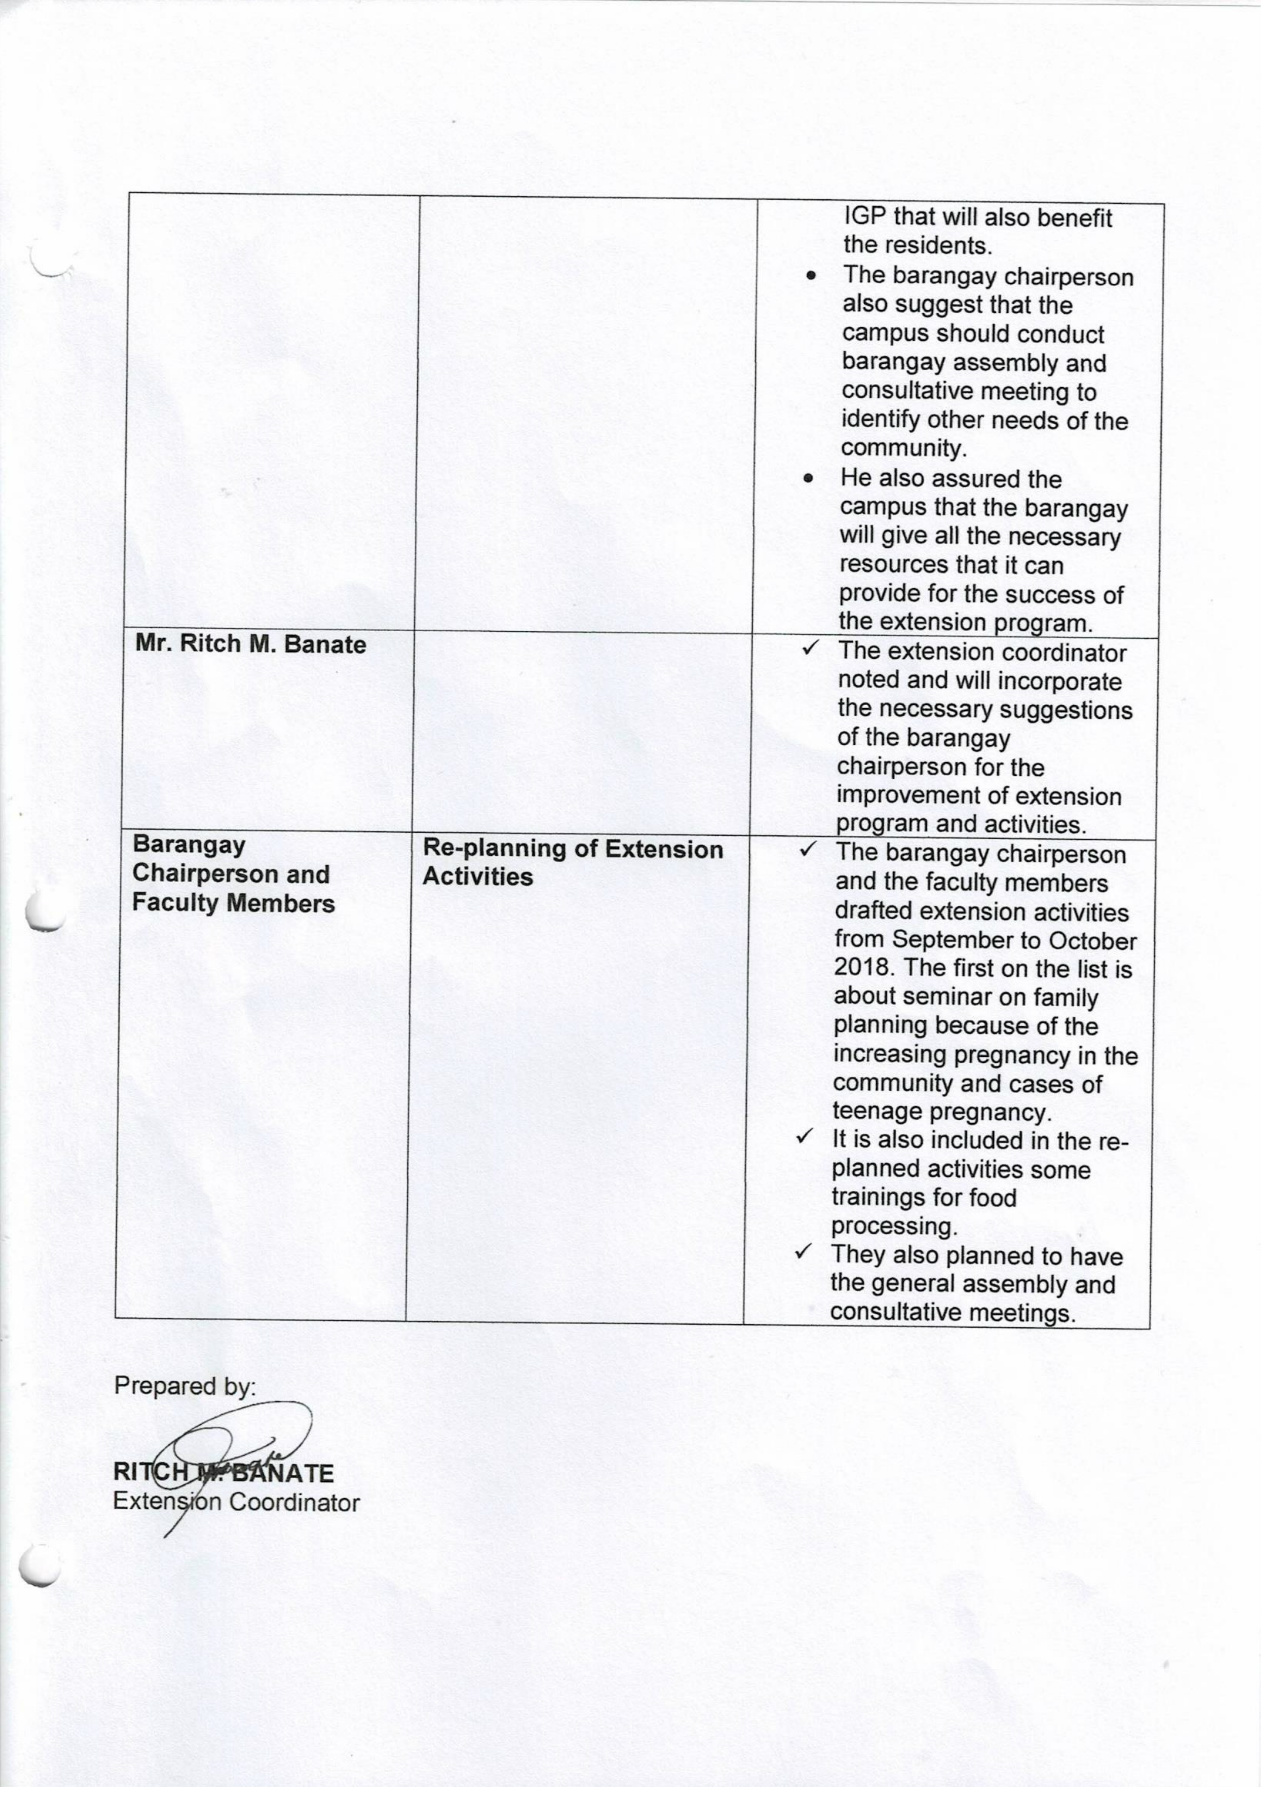 IGP that will also benefit
the residents.
• The barangay chairperson
also suggest that the
campus should conduct
barangay assembly and
consultative meeting to
identify other needs of the
community.
• He also assured the
campus that the barangay
will give all the necessary
resources that it can
provide for the success of
the extension program.
Mr. Ritch M. Banate
✓ The extension coordinator
noted and will incorporate
the necessary suggestions
of the barangay
chairperson for the
improvement of extension
program and activities.
Barangay
Chairperson and
Faculty Members
Re-planning of Extension
Activities
✓ The barangay chairperson
and the faculty members
drafted extension activities
from September to October
2018. The first on the list is
about seminar on family
planning because of the
increasing pregnancy in the
community and cases of
teenage pregnancy.
✓ It is also included in the re-
planned activities some
trainings for food
processing.
✓ They also planned to have
the general assembly and
consultative meetings.
Prepared by:
RITCH M. BANATE
Extension Coordinator